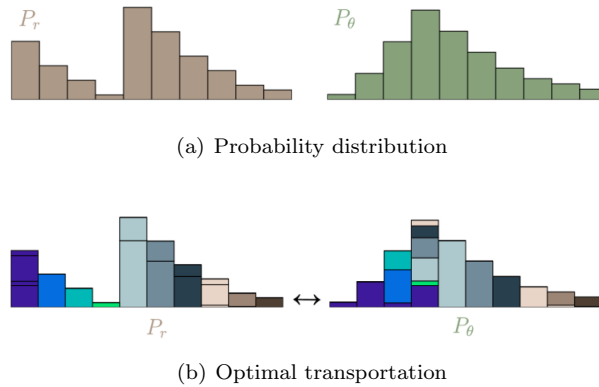 P_r
P_θ
(a) Probability distribution
P_r
P_θ
(b) Optimal transportation